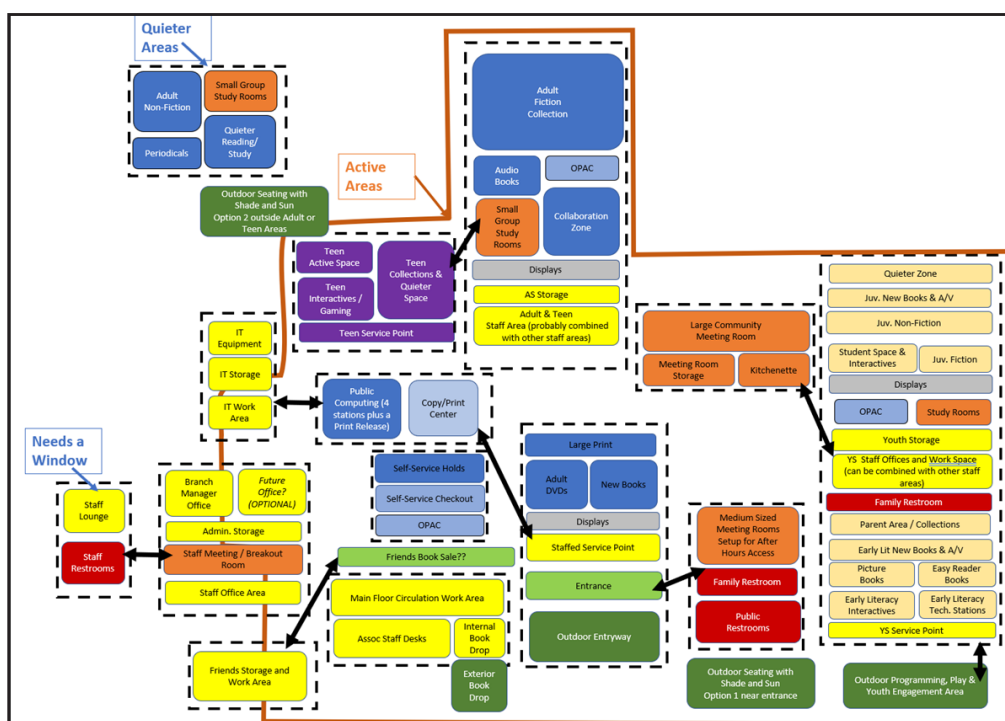 Quieter
Areas
Adult
Non-Fiction
Small Group
Study Rooms
Periodicals
Quieter
Reading/
Study
Outdoor Seating with
Shade and Sun
Option 2 outside Adult or
Teen Areas
Active
Areas
Adult
Fiction
Collection
Audio
Books
OPAC
Small
Group
Study
Rooms
Collaboration
Zone
Displays
AS Storage
Adult & Teen
Staff Area (probably combined
with other staff areas)
Teen
Active Space
Teen
Interactives /
Gaming
Teen
Collections &
Quieter
Space
Teen Service Point
IT
Equipment
IT Storage
IT Work
Area
Public
Computing (4
stations plus a
Print Release)
Copy/Print
Center
Large Community
Meeting Room
Meeting Room
Storage
Kitchenette
Quieter Zone
Juv. New Books & A/V
Juv. Non-Fiction
Student Space &
Interactives
Juv. Fiction
Displays
OPAC
Study Rooms
Youth Storage
YS Staff Offices and Work Space
(can be combined with other staff
areas)
Family Restroom
Parent Area / Collections
Early Lit New Books & A/V
Picture
Books
Easy Reader
Books
Early Literacy
Interactives
Early Literacy
Tech. Stations
YS Service Point
Outdoor Programming, Play &
Youth Engagement Area
Needs a
Window
Staff
Lounge
Staff
Restrooms
Branch
Manager
Office
Future
Office?
(OPTIONAL)
Admin. Storage
Staff Meeting / Breakout
Room
Staff Office Area
Self-Service Holds
Self-Service Checkout
OPAC
Friends Book Sale??
Main Floor Circulation Work Area
Assoc Staff Desks
Internal
Book
Drop
Exterior
Book Drop
Friends Storage and
Work Area
Large Print
Adult
DVDs
New Books
Displays
Staffed Service Point
Entrance
Outdoor Entryway
Medium Sized
Meeting Rooms
Setup for After
Hours Access
Family Restroom
Public
Restrooms
Outdoor Seating with
Shade and Sun
Option 1 near entrance